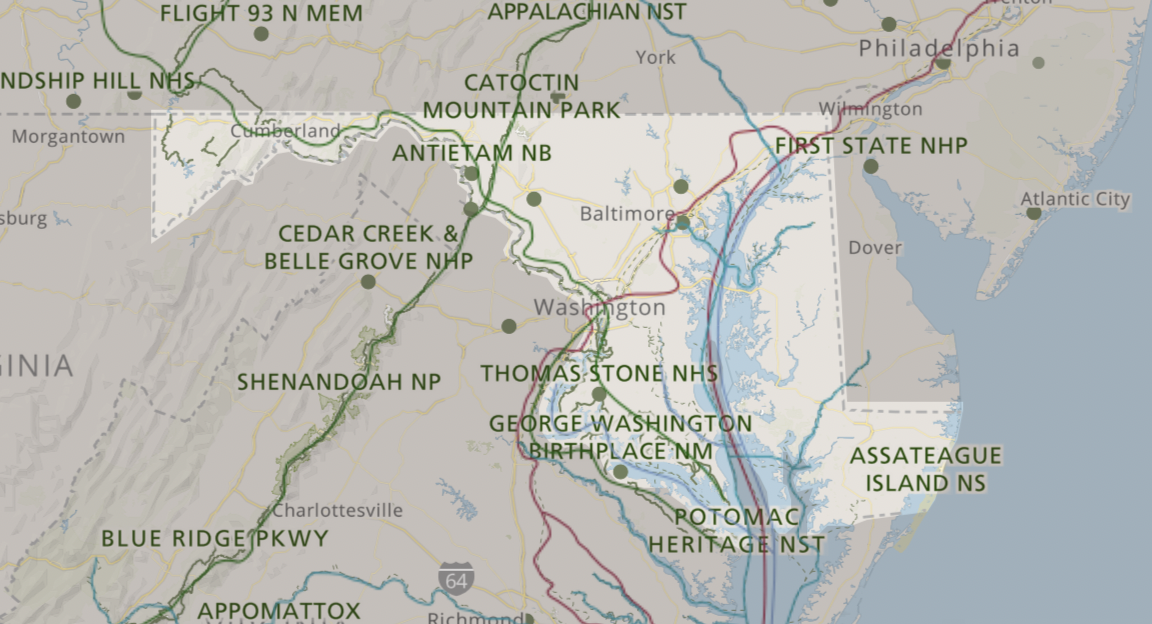 FLIGHT 93 N MEM
APPALACHIAN NST
Philadelphia
York
NDSHIP HILL NHS
CATOCTIN
MOUNTAIN PARK
Wilmington
Morgantown
Cumberland
ANTIETAM NB
FIRST STATE NHP
Atlantic City
sburg
Baltimore
CEDAR CREEK &
BELLE GROVE NHP
Dover
Washington
GINIA
SHENANDOAH NP
THOMAS STONE NHS
GEORGE WASHINGTON
BIRTHPLACE NM
ASSATEAGUE
ISLAND NS
Charlottesville
POTOMAC
HERITAGE NST
BLUE RIDGE PKWY
64
APPOMATTOX
Richmond